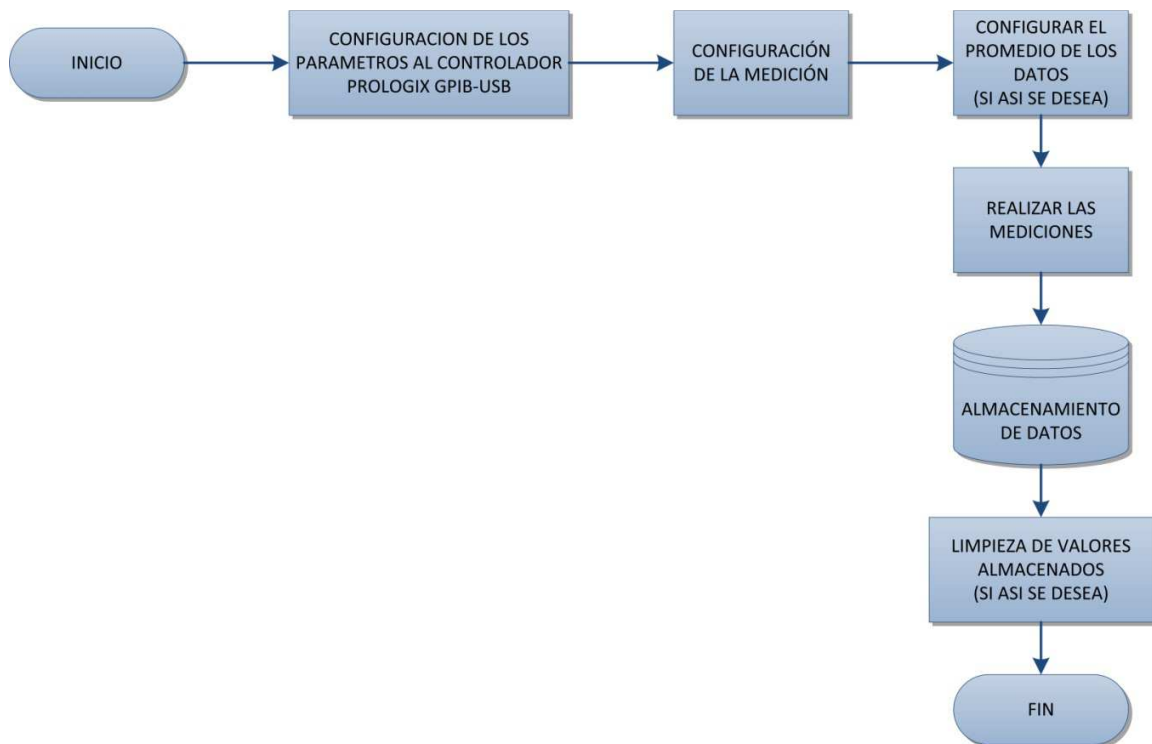 INICIO
CONFIGURACION DE LOS
PARAMETROS AL CONTROLADOR
PROLOGIX GPIB-USB
CONFIGURACIÓN
DE LA MEDICIÓN
CONFIGURAR EL
PROMEDIO DE LOS
DATOS
(SI ASI SE DESEA)
REALIZAR LAS
MEDICIONES
ALMACENAMIENTO
DE DATOS
LIMPIEZA DE VALORES
ALMACENADOS
(SI ASI SE DESEA)
FIN